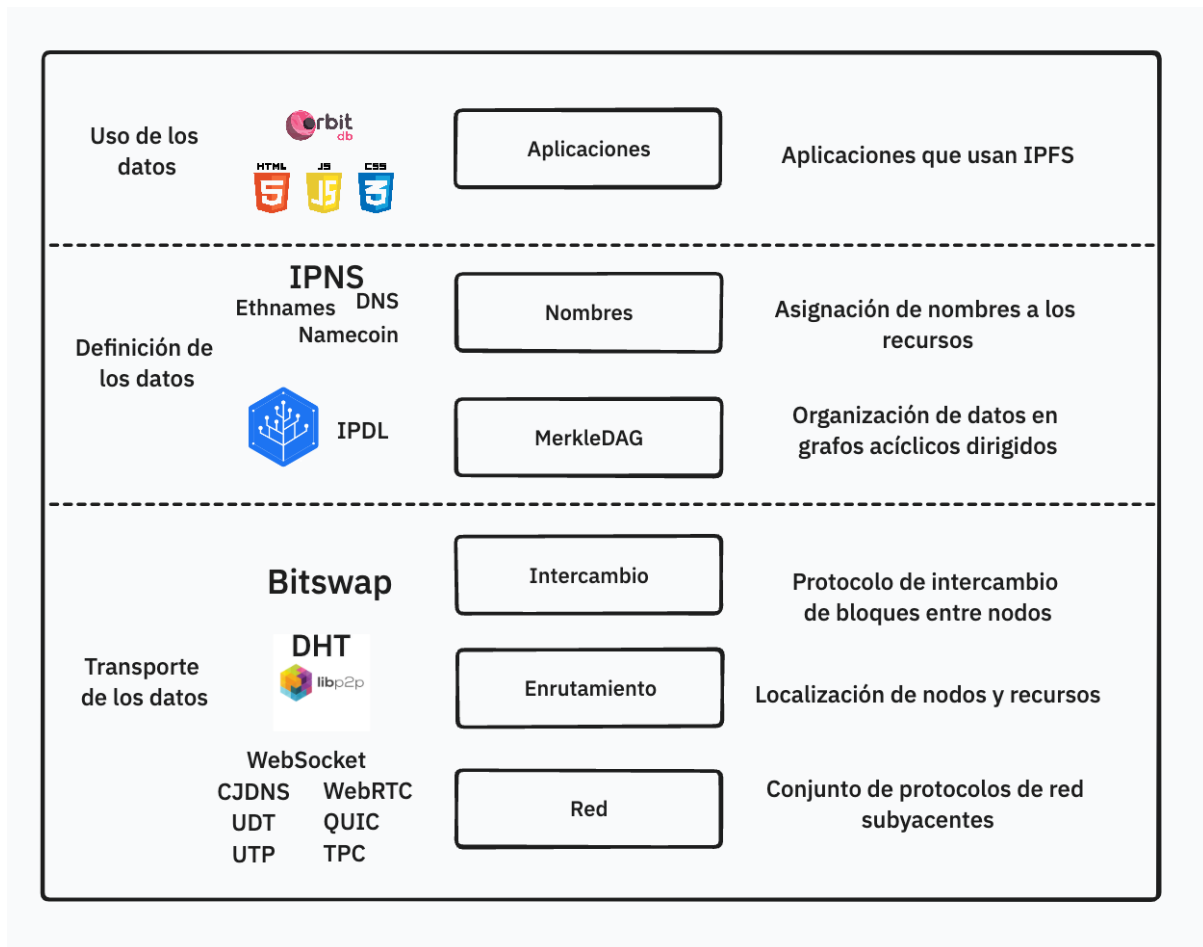 Uso de los
datos
orbit
db
HTML
5
JS
JS
CSS
3
Aplicaciones
Aplicaciones que usan IPFS
Definición de
los datos
IPNS
Ethnames
DNS
Namecoin
Nombres
Asignación de nombres a los
recursos
IPDL
MerkleDAG
Organización de datos en
grafos acíclicos dirigidos
Transporte
de los datos
Bitswap
Intercambio
Protocolo de intercambio
de bloques entre nodos
DHT
libp2p
Enrutamiento
Localización de nodos y recursos
WebSocket
CJDNS
WebRTC
UDT
QUIC
UTP
TPC
Red
Conjunto de protocolos de red
subyacentes